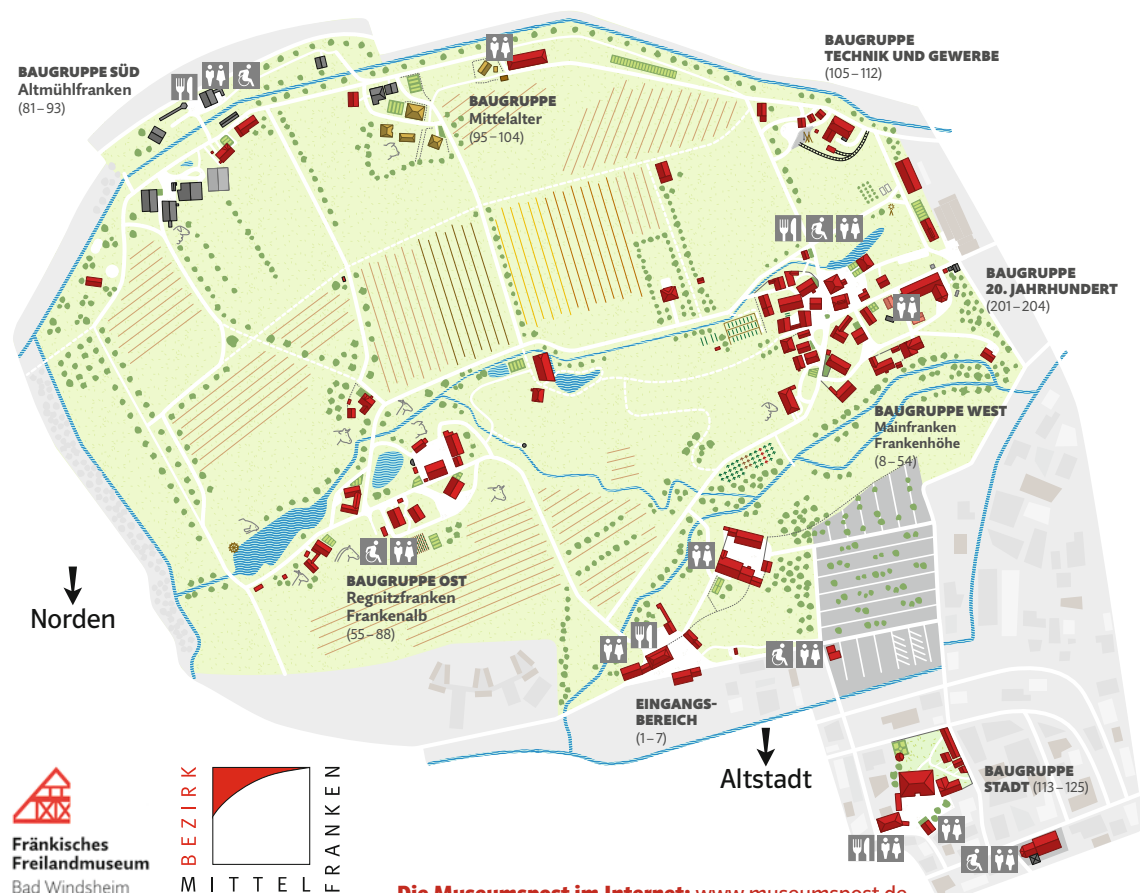 BAUGRUPPE SÜD
Altmühlfranken
(81–93)
BAUGRUPPE
Mittelalter
(95–104)
BAUGRUPPE
TECHNIK UND GEWERBE
(105–112)
BAUGRUPPE
20. JAHRHUNDERT
(201–204)
BAUGRUPPE WEST
Mainfranken
Frankenhöhe
(8–54)
Norden
BAUGRUPPE OST
Regnitzfranken
Frankenalb
(55–88)
EINGANGS-
BEREICH
(1–7)
Altstadt
BAUGRUPPE
STADT (113–125)
Fränkisches
Freilandmuseum
Bad Windsheim
BEZIRK
MITTEL
FRANKEN
Die Museumspost im Internet: www.museumspost.de